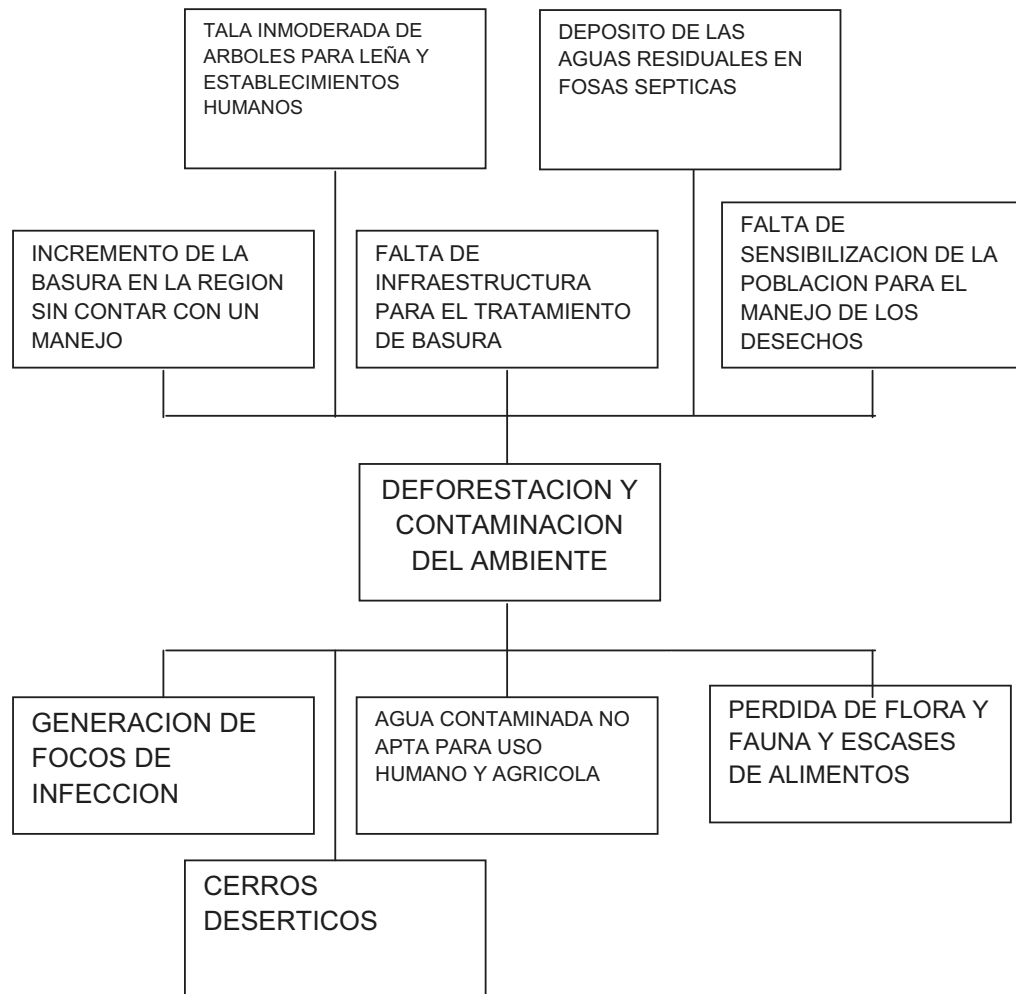 TALA INMODERADA DE
ARBOLES PARA LEÑA Y
ESTABLECIMIENTOS
HUMANOS
DEPOSITO DE LAS
AGUAS RESIDUALES EN
FOSAS SEPTICAS
INCREMENTO DE LA
BASURA EN LA REGION
SIN CONTAR CON UN
MANEJO
FALTA DE
INFRAESTRUCTURA
PARA EL TRATAMIENTO
DE BASURA
FALTA DE
SENSIBILIZACION DE LA
POBLACION PARA EL
MANEJO DE LOS
DESECHOS
DEFORESTACION Y
CONTAMINACION
DEL AMBIENTE
GENERACION DE
FOCOS DE
INFECCION
AGUA CONTAMINADA NO
APTA PARA USO
HUMANO Y AGRICOLA
PERDIDA DE FLORA Y
FAUNA Y ESCASES
DE ALIMENTOS
CERROS
DESERTICOS